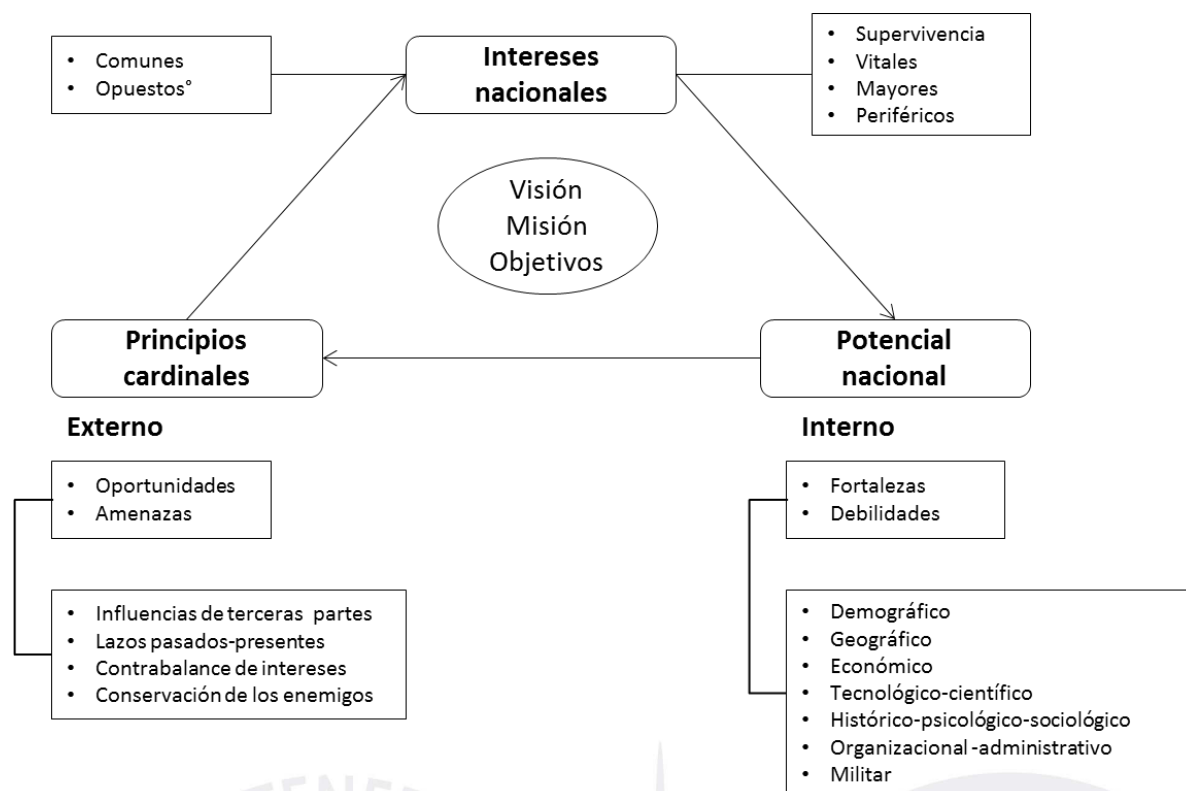 • Comunes
• Opuestos°
Intereses
nacionales
• Supervivencia
• Vitales
• Mayores
• Periféricos
Visión
Misión
Objetivos
Principios
cardinales
Potencial
nacional
Externo
• Oportunidades
• Amenazas
• Influencias de terceras partes
• Lazos pasados-presentes
• Contrabalance de intereses
• Conservación de los enemigos
Interno
• Fortalezas
• Debilidades
• Demográfico
• Geográfico
• Económico
• Tecnológico-científico
• Histórico-psicológico-sociológico
• Organizacional-administrativo
• Militar